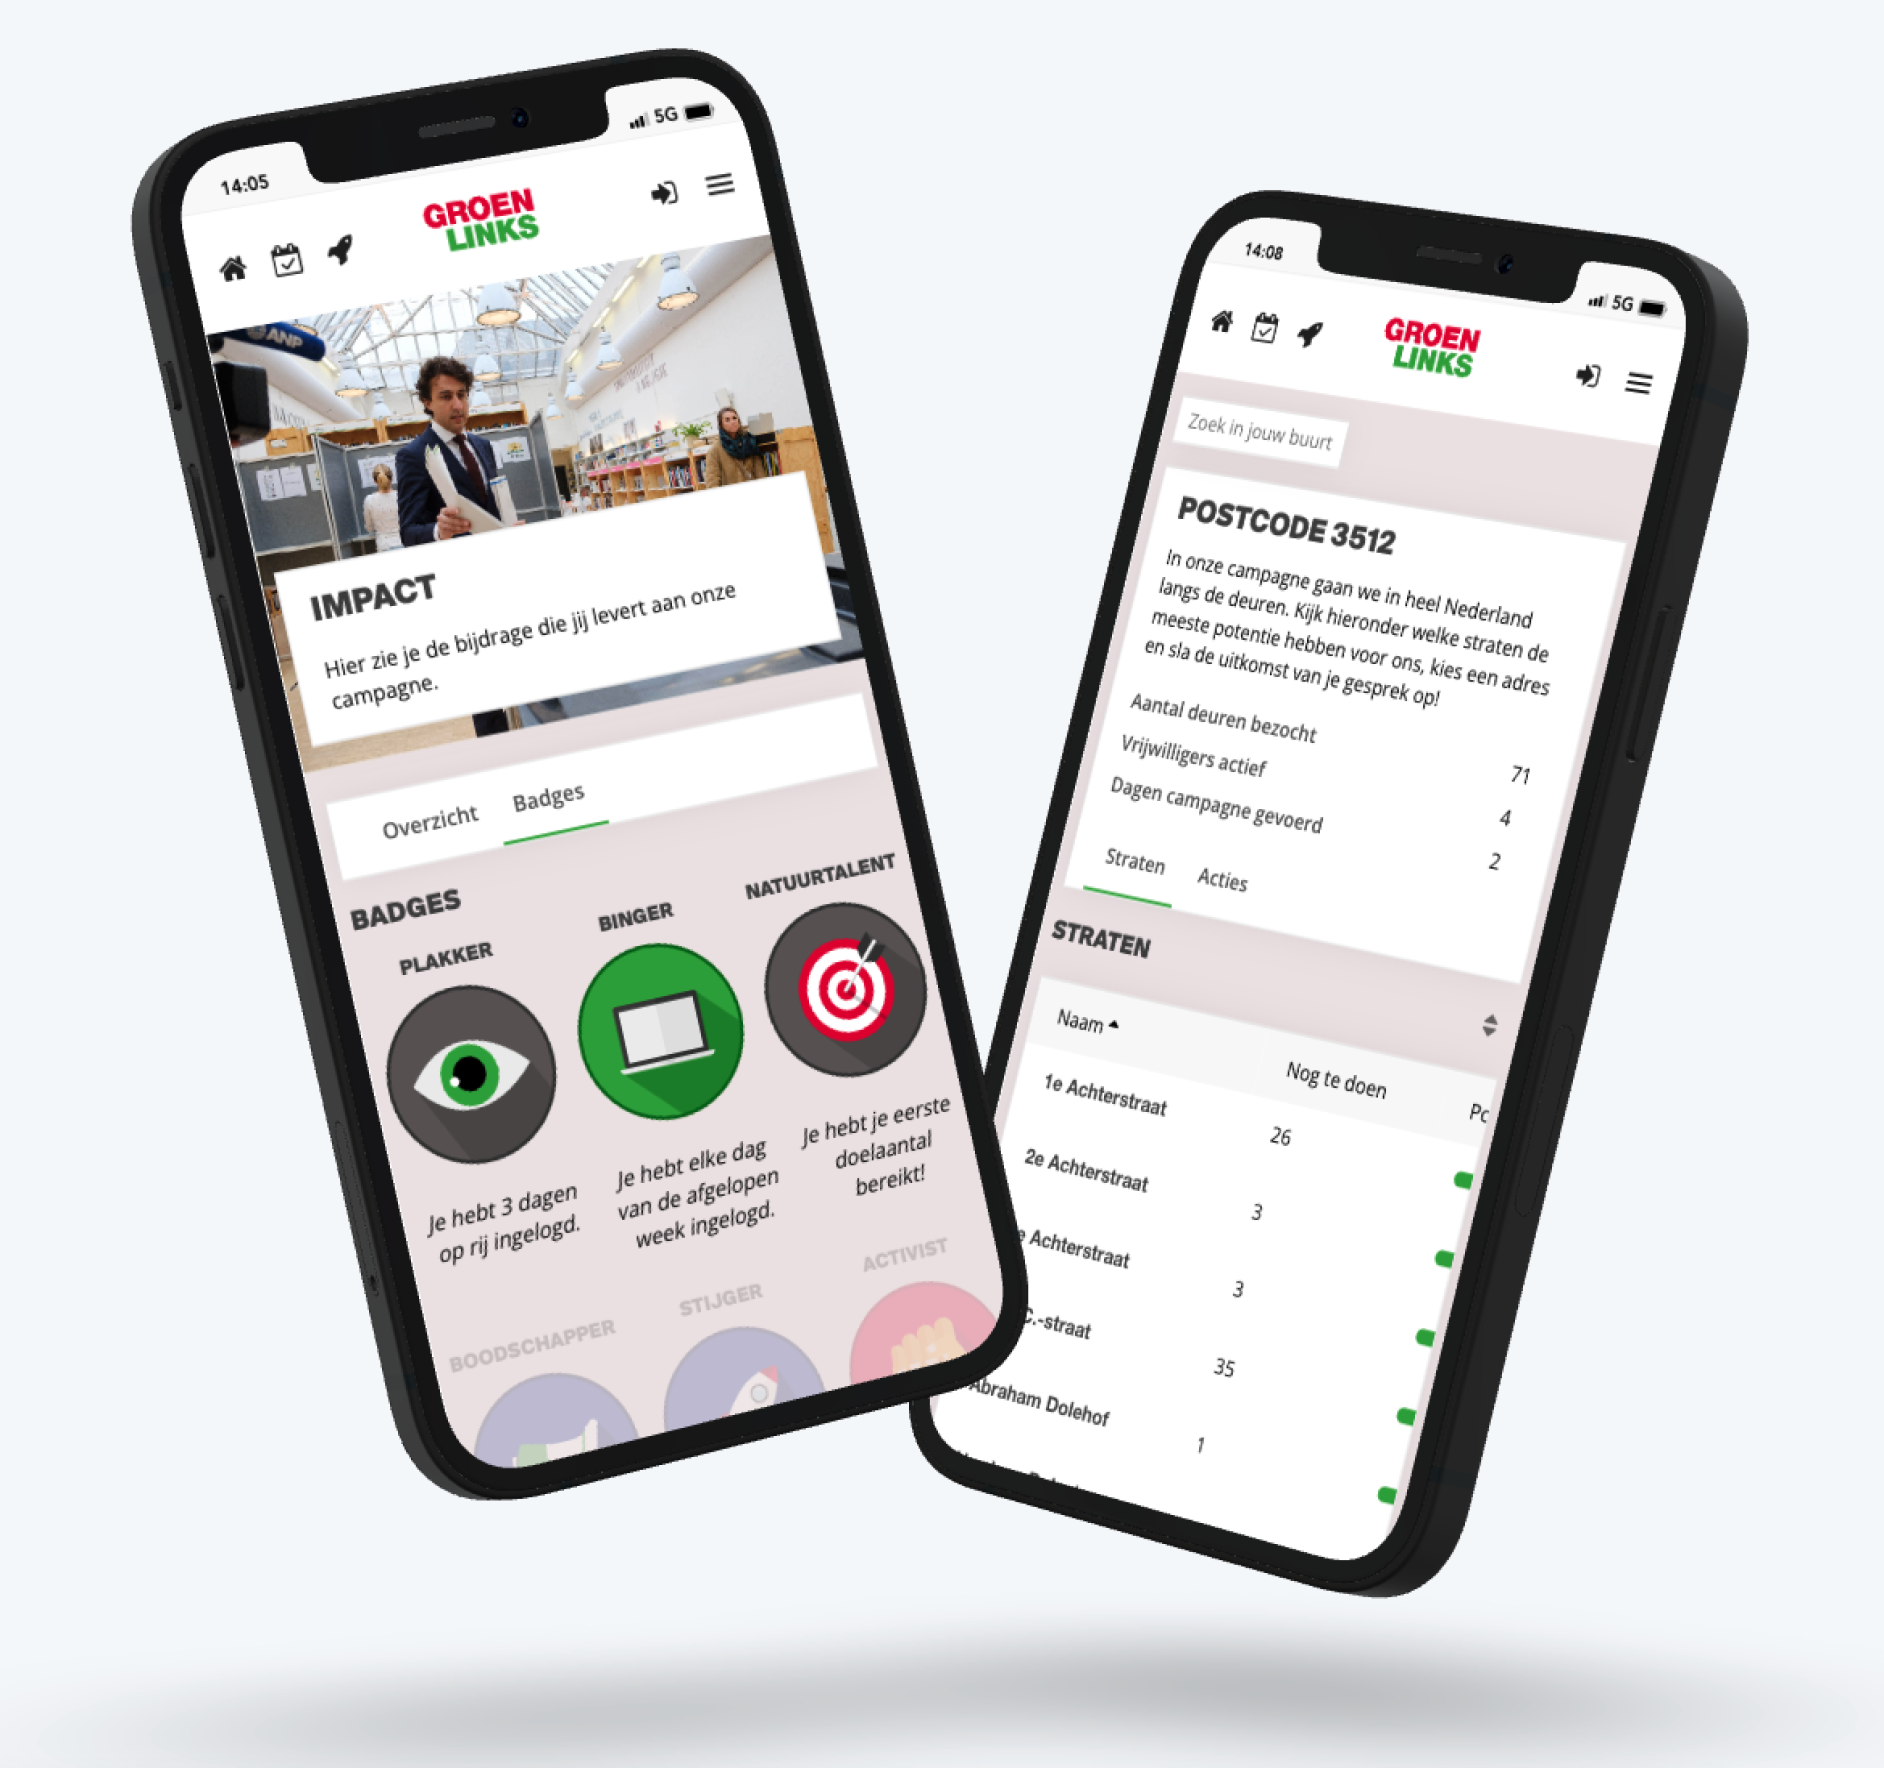 14:05
5G
GROEN
LINKS
ANP
IMPACT
Hier zie je de bijdrage die jij levert aan onze
campagne.
Overzicht
Badges
BADGES
PLAKKER
BINGER
NATUURTALENT
Je hebt 3 dagen
op rij ingelogd.
Je hebt elke dag
van de afgelopen
week ingelogd.
Je hebt je eerste
doelaantal
bereikt!
BOODSCHAPPER
STIJGER
ACTIVIST
14:08
5G
GROEN
LINKS
Zoek in jouw buurt
POSTCODE 3512
In onze campagne gaan we in heel Nederland
langs de deuren. Kijk hieronder welke straten de
meeste potentie hebben voor ons, kies een adres
en sla de uitkomst van je gesprek op!
Aantal deuren bezocht 71
Vrijwilligers actief 4
Dagen campagne gevoerd 2
Straten
Acties
STRATEN
Naam Nog te doen
1e Achterstraat 26
2e Achterstraat 3
Achterstraat 3
C.-straat 35
Abraham Dolehof 1